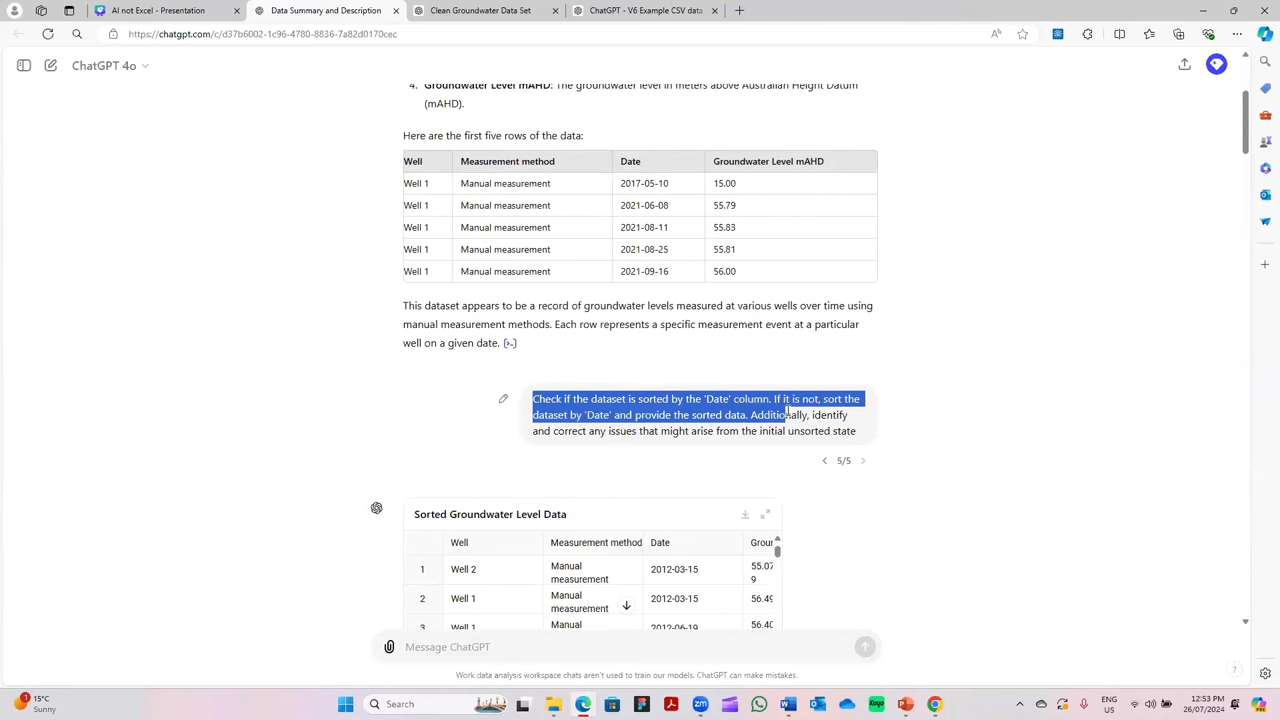 AI not Excel - Presentation
Data Summary and Description
Clean Groundwater Data Set
ChatGPT - V6 Example CSV data
https://chatgpt.com/c/d37b6002-1c96-4780-8836-7a82d0170cec
ChatGPT 4o
4. Groundwater Level mAHD: The groundwater level in meters above Australian Height Datum
(mAHD).
Here are the first five rows of the data:
Well Measurement method Date Groundwater Level mAHD
Well 1 Manual measurement 2017-05-10 15.00
Well 1 Manual measurement 2021-06-08 55.79
Well 1 Manual measurement 2021-08-11 55.83
Well 1 Manual measurement 2021-08-25 55.81
Well 1 Manual measurement 2021-09-16 56.00
This dataset appears to be a record of groundwater levels measured at various wells over time using
manual measurement methods. Each row represents a specific measurement event at a particular
well on a given date. [>-]
Check if the dataset is sorted by the 'Date' column. If it is not, sort the
dataset by 'Date' and provide the sorted data. Additionally, identify
and correct any issues that might arise from the initial unsorted state
5/5
Sorted Groundwater Level Data
Well Measurement method Date Grour
1 Well 2 Manual measurement 2012-03-15 55.079
2 Well 1 Manual measurement 2012-03-15 56.49
3 Well 1 Manual 2012-06-19 56.40
Message ChatGPT
Work data analysis workspace chats aren't used to train our models. ChatGPT can make mistakes.
?
1
15°C
Sunny
Search
ENG
US
12:53 PM
26/07/2024